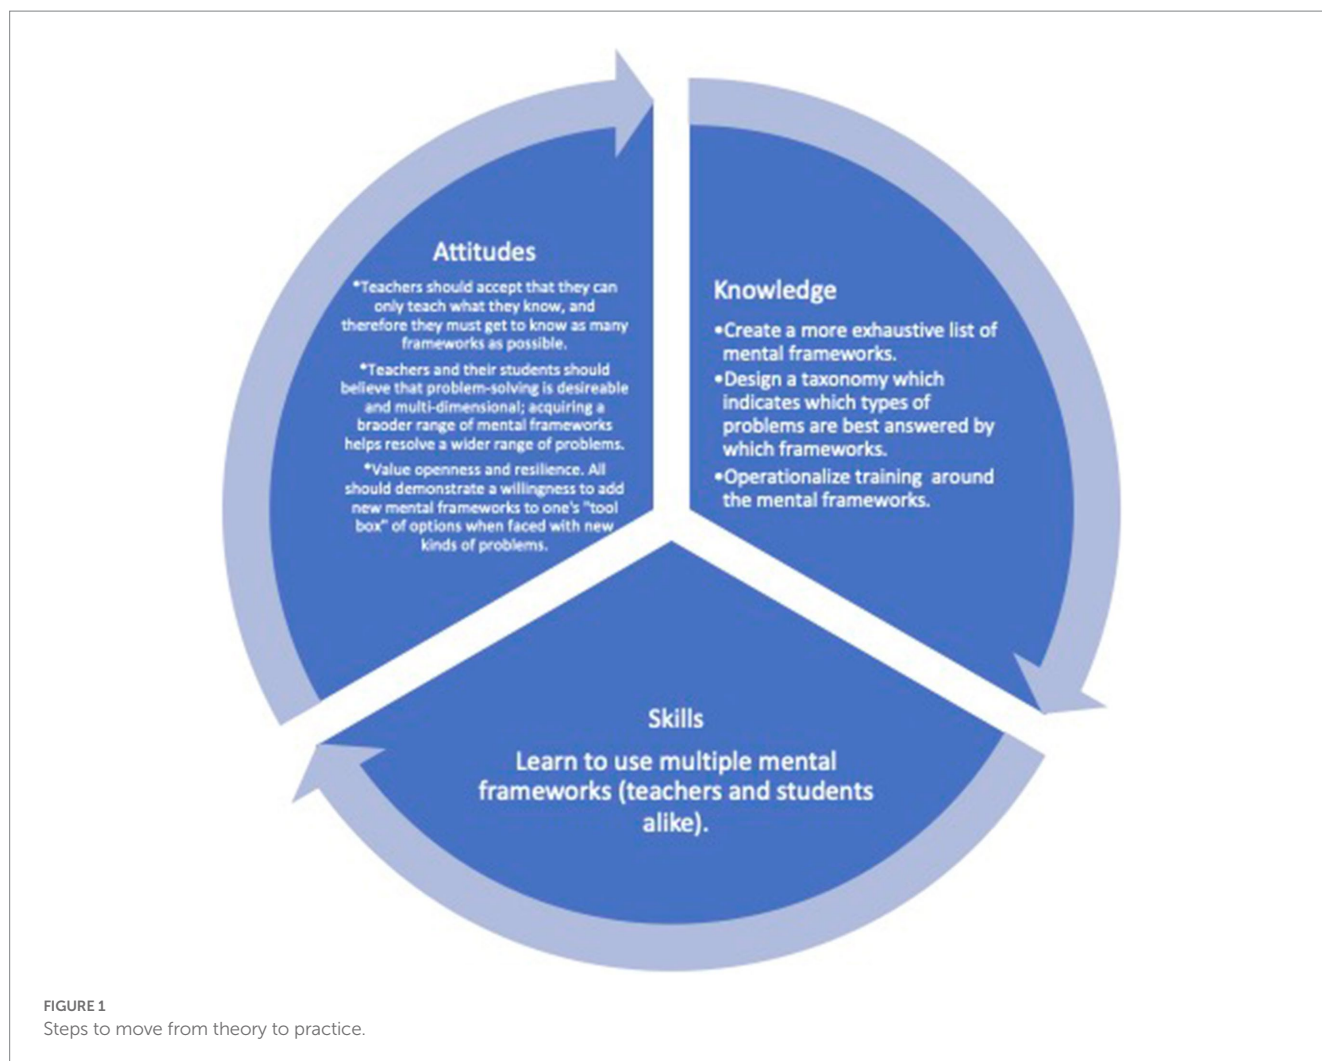 Attitudes
*Teachers should accept that they can
only teach what they know, and
therefore they must get to know as many
frameworks as possible.
*Teachers and their students should
believe that problem-solving is desireable
and multi-dimensional; acquiring a
braoder range of mental frameworks
helps resolve a wider range of problems.
*Value openness and resilience. All
should demonstrate a willingness to add
new mental frameworks to one's "tool
box" of options when faced with new
kinds of problems.
Knowledge
•Create a more exhaustive list of
mental frameworks.
•Design a taxonomy which
indicates which types of
problems are best answered by
which frameworks.
•Operationalize training around
the mental frameworks.
Skills
Learn to use multiple mental
frameworks (teachers and students
alike).
FIGURE 1
Steps to move from theory to practice.